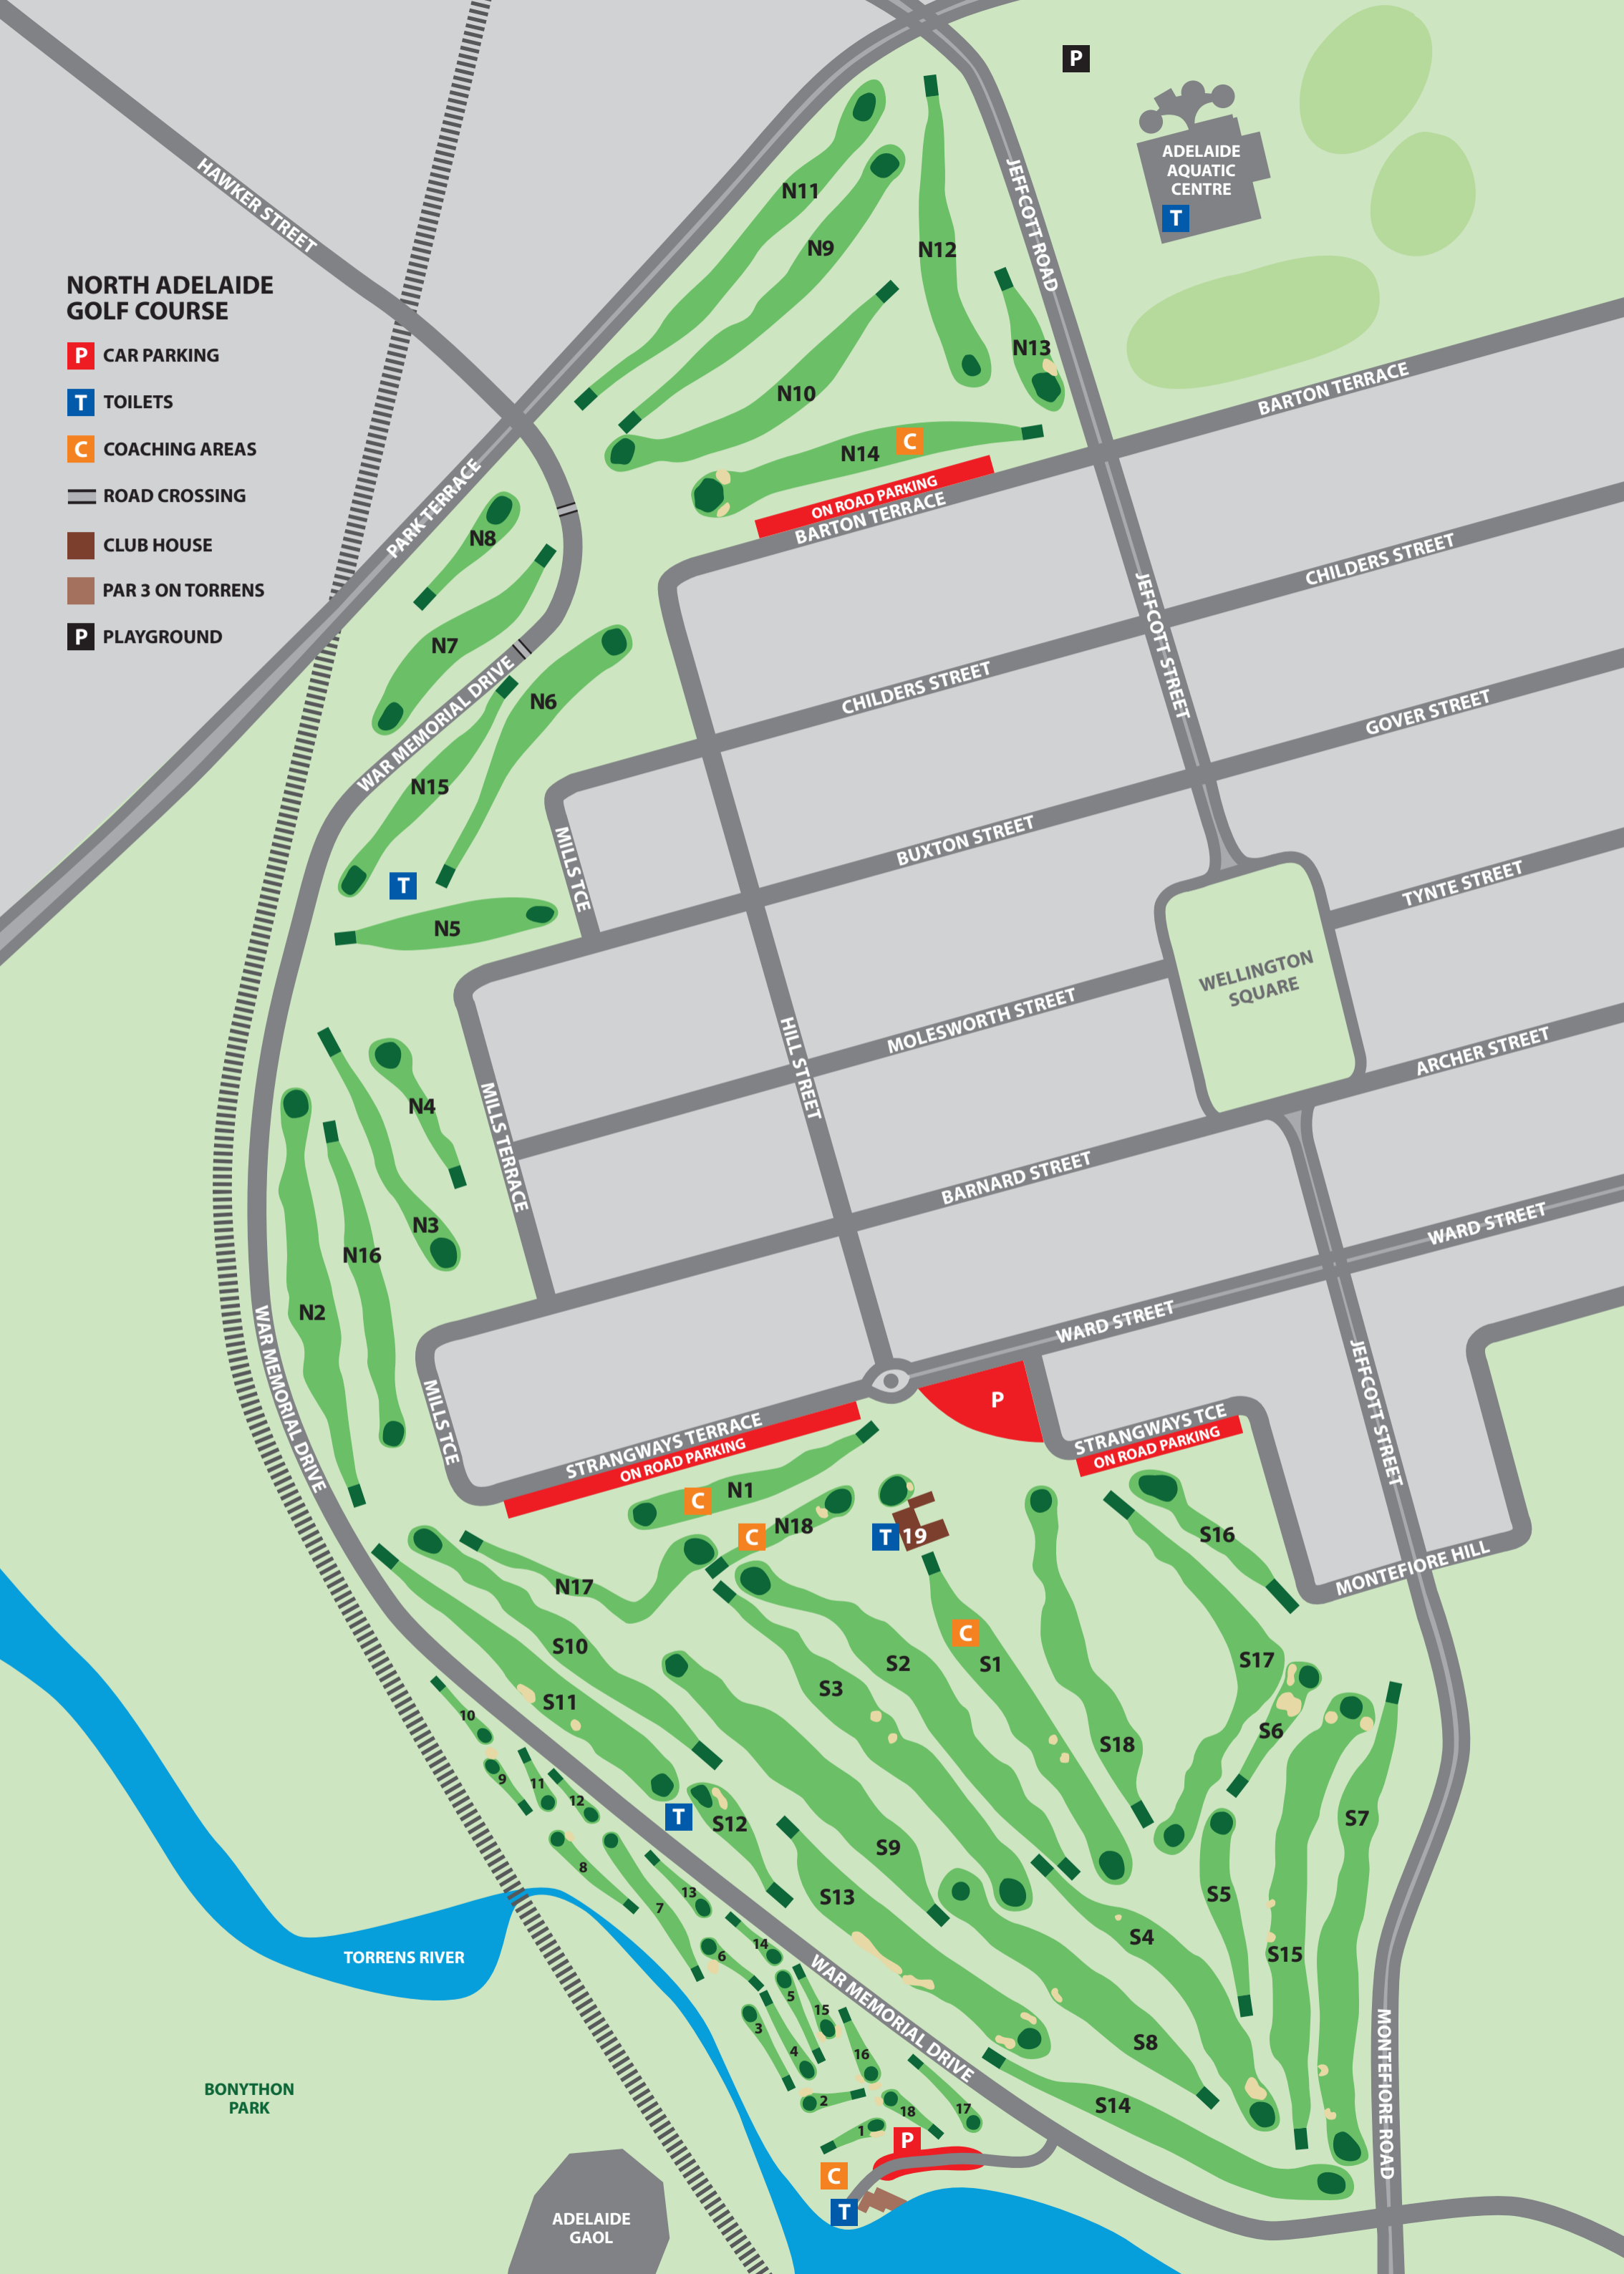 P
ADELAIDE
AQUATIC
CENTRE
T
HAWKER STREET
JEFFCOTT ROAD
N11
N9
N12
N13
N10
NORTH ADELAIDE
GOLF COURSE
P CAR PARKING
T TOILETS
C COACHING AREAS
ROAD CROSSING
CLUB HOUSE
PAR 3 ON TORRENS
P PLAYGROUND
BARTON TERRACE
N14
C
ON ROAD PARKING
BARTON TERRACE
PARK TERRACE
N8
N7
WAR MEMORIAL DRIVE
N6
N15
T
N5
JEFFCOTT STREET
CHILDERS STREET
CHILDERS STREET
GOVER STREET
MILLS TCE
BUXTON STREET
TYNTE STREET
WELLINGTON
SQUARE
MOLESWORTH STREET
HILL STREET
ARCHER STREET
MILLS TERRACE
N4
N3
N16
N2
BARNARD STREET
WARD STREET
WARD STREET
WAR MEMORIAL DRIVE
MILLS TCE
JEFFCOTT STREET
P
STRANGWAYS TERRACE
ON ROAD PARKING
STRANGWAYS TCE
ON ROAD PARKING
C
N1
C
N18
T
19
S16
MONTEFIORE HILL
N17
S10
C
S1
S2
S3
S17
S11
S6
S18
10
9
11
12
T
S12
S7
S9
8
S13
S5
7
13
S4
S15
14
6
TORRENS RIVER
WAR MEMORIAL DRIVE
5
15
3
4
16
S8
MONTEFIORE ROAD
BONYTHON
PARK
2
18
17
S14
1
P
C
T
ADELAIDE
GAOL